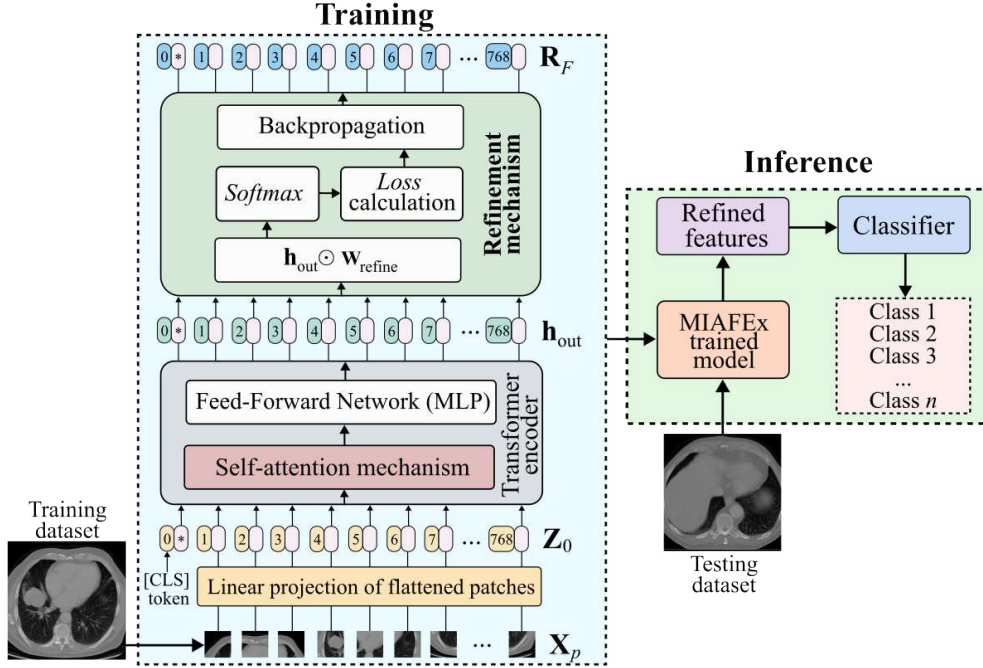 Training
0 * 1 2 3 4 5 6 7 ... 768 R_F
Backpropagation
Softmax
Loss
calculation
h_out ⊙ W_refine
Refinement
mechanism
0 * 1 2 3 4 5 6 7 ... 768 h_out
Feed-Forward Network (MLP)
Self-attention mechanism
Transformer
encoder
0 * 1 2 3 4 5 6 7 ... 768 Z_0
[CLS]
token
Linear projection of flattened patches
... X_p
Training
dataset
Inference
Refined
features
Classifier
MIAFEx
trained
model
Class 1
Class 2
Class 3
...
Class n
Testing
dataset